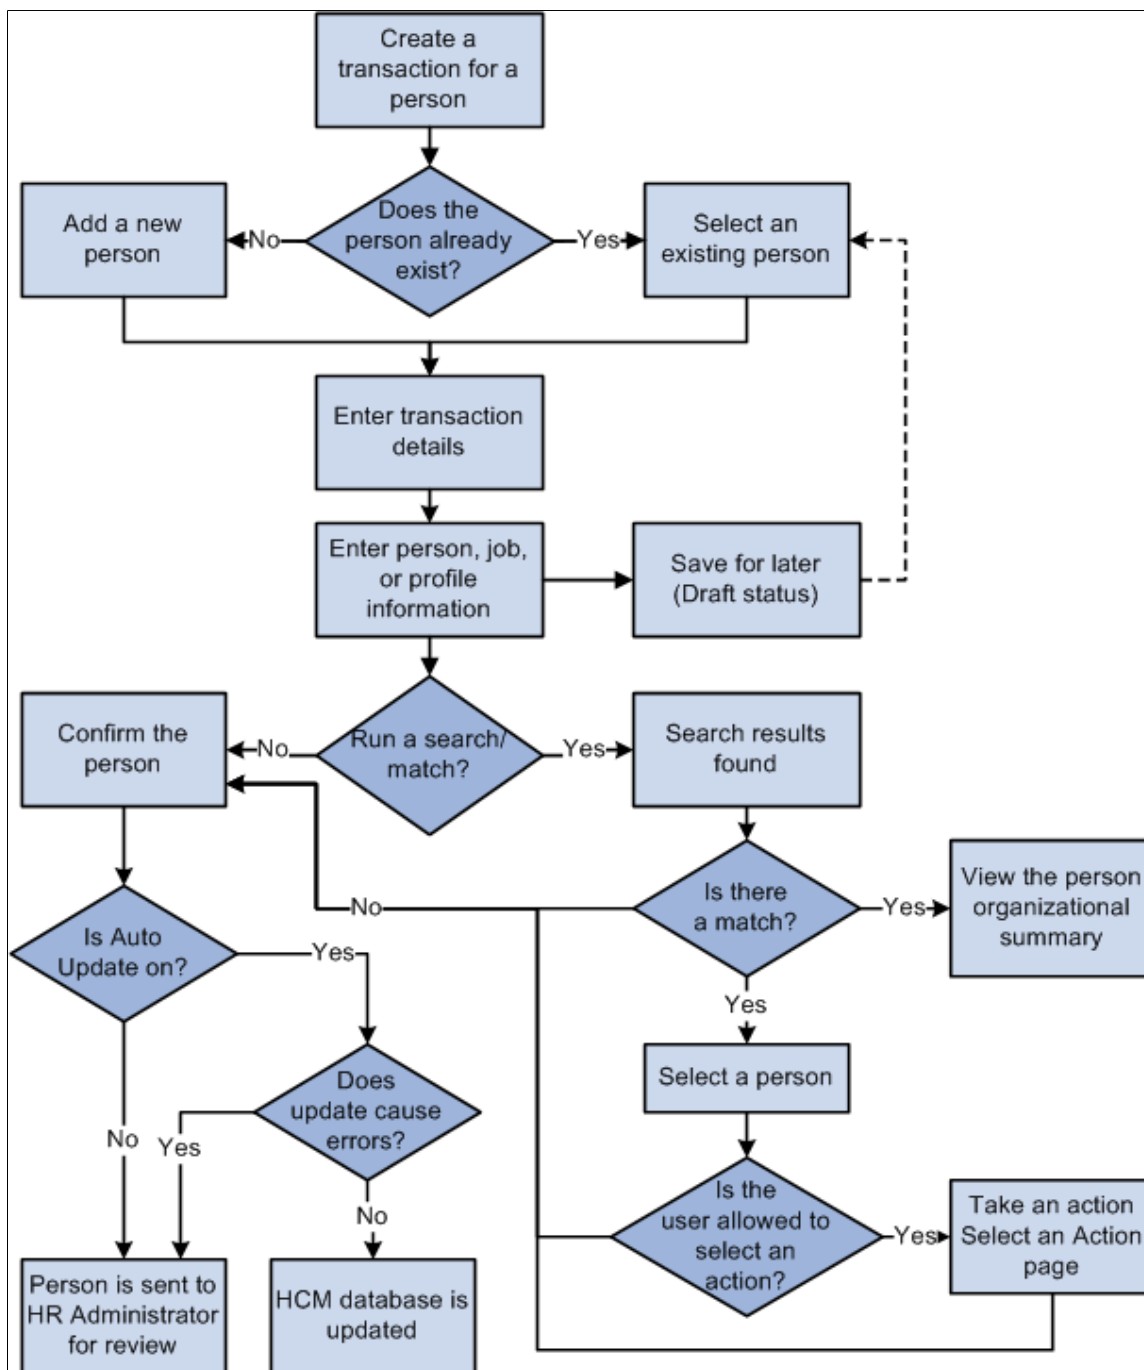 Create a
transaction for a
person
Add a new
person
No
Does the
person already
exist?
Yes
Select an
existing person
Enter transaction
details
Enter person, job,
or profile
information
Save for later
(Draft status)
Confirm the
person
No
Run a search/
match?
Yes
Search results
found
Is there
a match?
Yes
View the person
organizational
summary
No
Is Auto
Update on?
Yes
Yes
Select a person
Does
update cause
errors?
No
Yes
No
Is the
user allowed to
select an
action?
Yes
Take an action
Select an Action
page
Person is sent to
HR Administrator
for review
HCM database is
updated